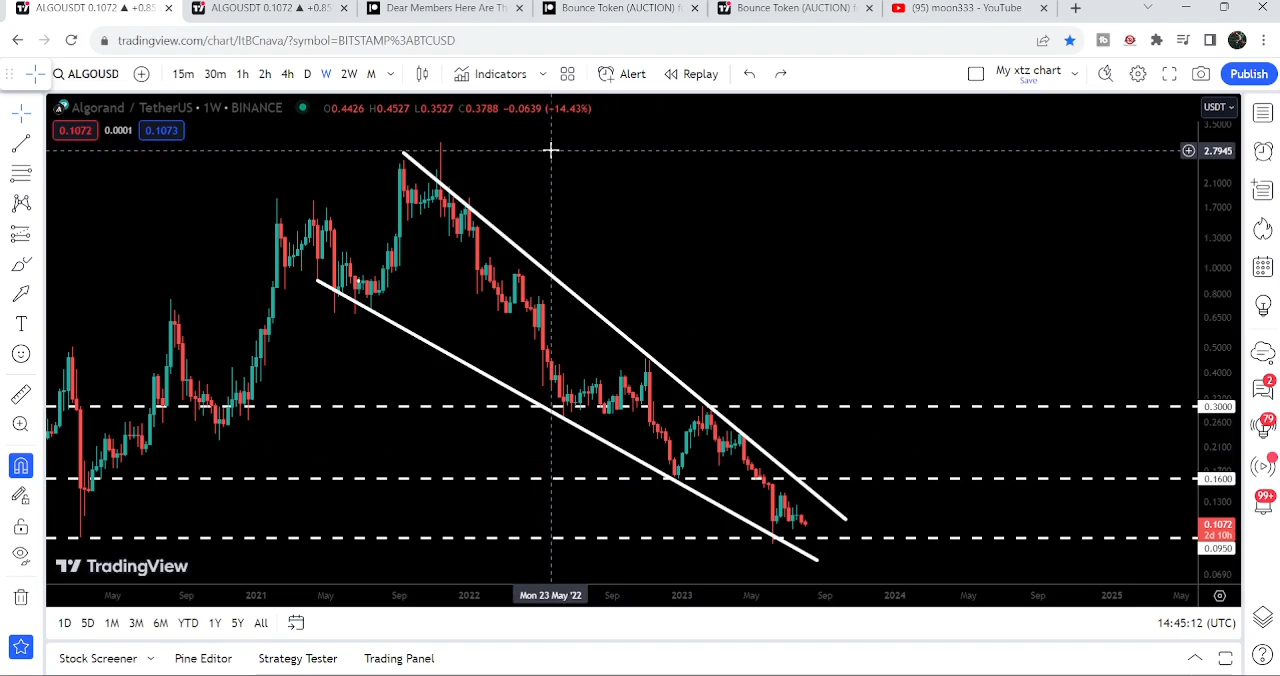 ALGOUSDT 0.1072 ▲ +0.85
ALGOUSDT 0.1072 ▲ +0.85
Dear Members Here Are Th
Bounce Token (AUCTION) f
Bounce Token (AUCTION) f
(95) moon333 - YouTube
tradingview.com/chart/ItBCnava/?symbol=BITSTAMP%3ABTCUSD
ALGOUSD 15m 30m 1h 2h 4h D W 2W M Indicators Alert Replay My xtz chart Save Publish
Algorand / TetherUS • 1W • BINANCE O0.4426 H0.4527 L0.3527 C0.3788 -0.0639 (-14.43%)
USDT
0.1072 0.0001 0.1073
3.5000
2.7945
2.1000
1.7000
1.3000
1.0000
0.8000
0.6500
0.5000
0.4000
0.3000
0.2600
0.2100
0.1600
0.1300
0.1072
2d 10h
0.0950
0.0690
2
79
99+
TradingView
May Sep 2021 May Sep 2022 Mon 23 May '22 Sep 2023 May Sep 2024 May Sep 2025 May
1D 5D 1M 3M 6M YTD 1Y 5Y All 14:45:12 (UTC)
Stock Screener Pine Editor Strategy Tester Trading Panel